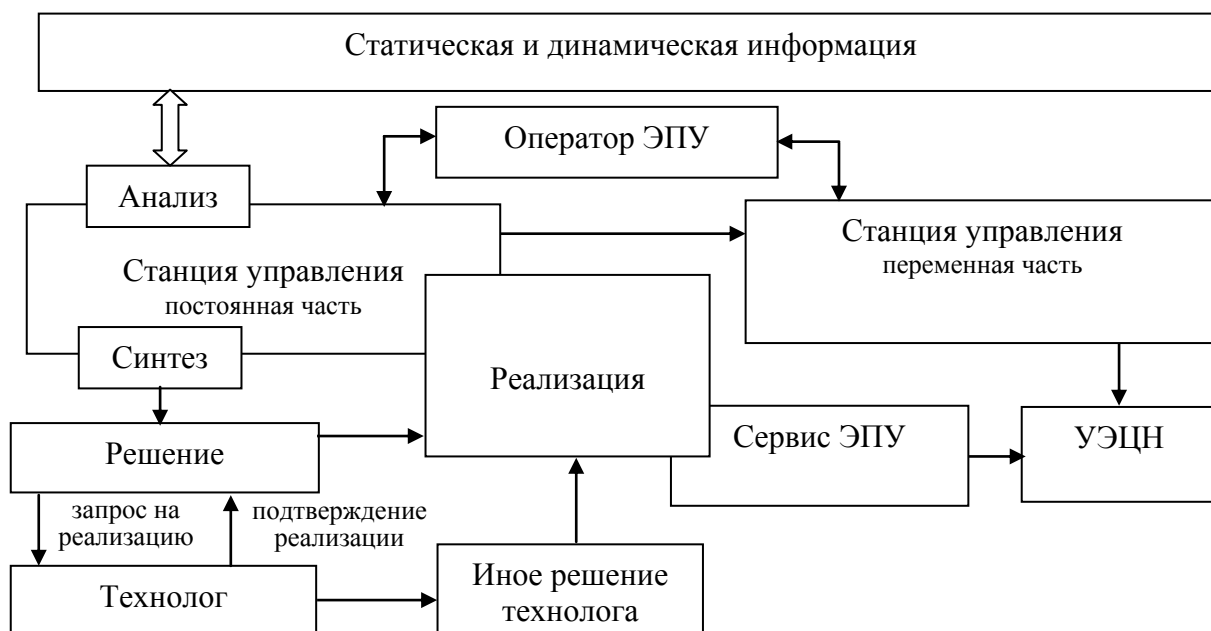 Статическая и динамическая информация
Оператор ЭПУ
Анализ
Станция управления
постоянная часть
Станция управления
переменная часть
Синтез
Реализация
Решение
Сервис ЭПУ
УЭЦН
запрос на
реализацию
подтверждение
реализации
Технолог
Иное решение
технолога